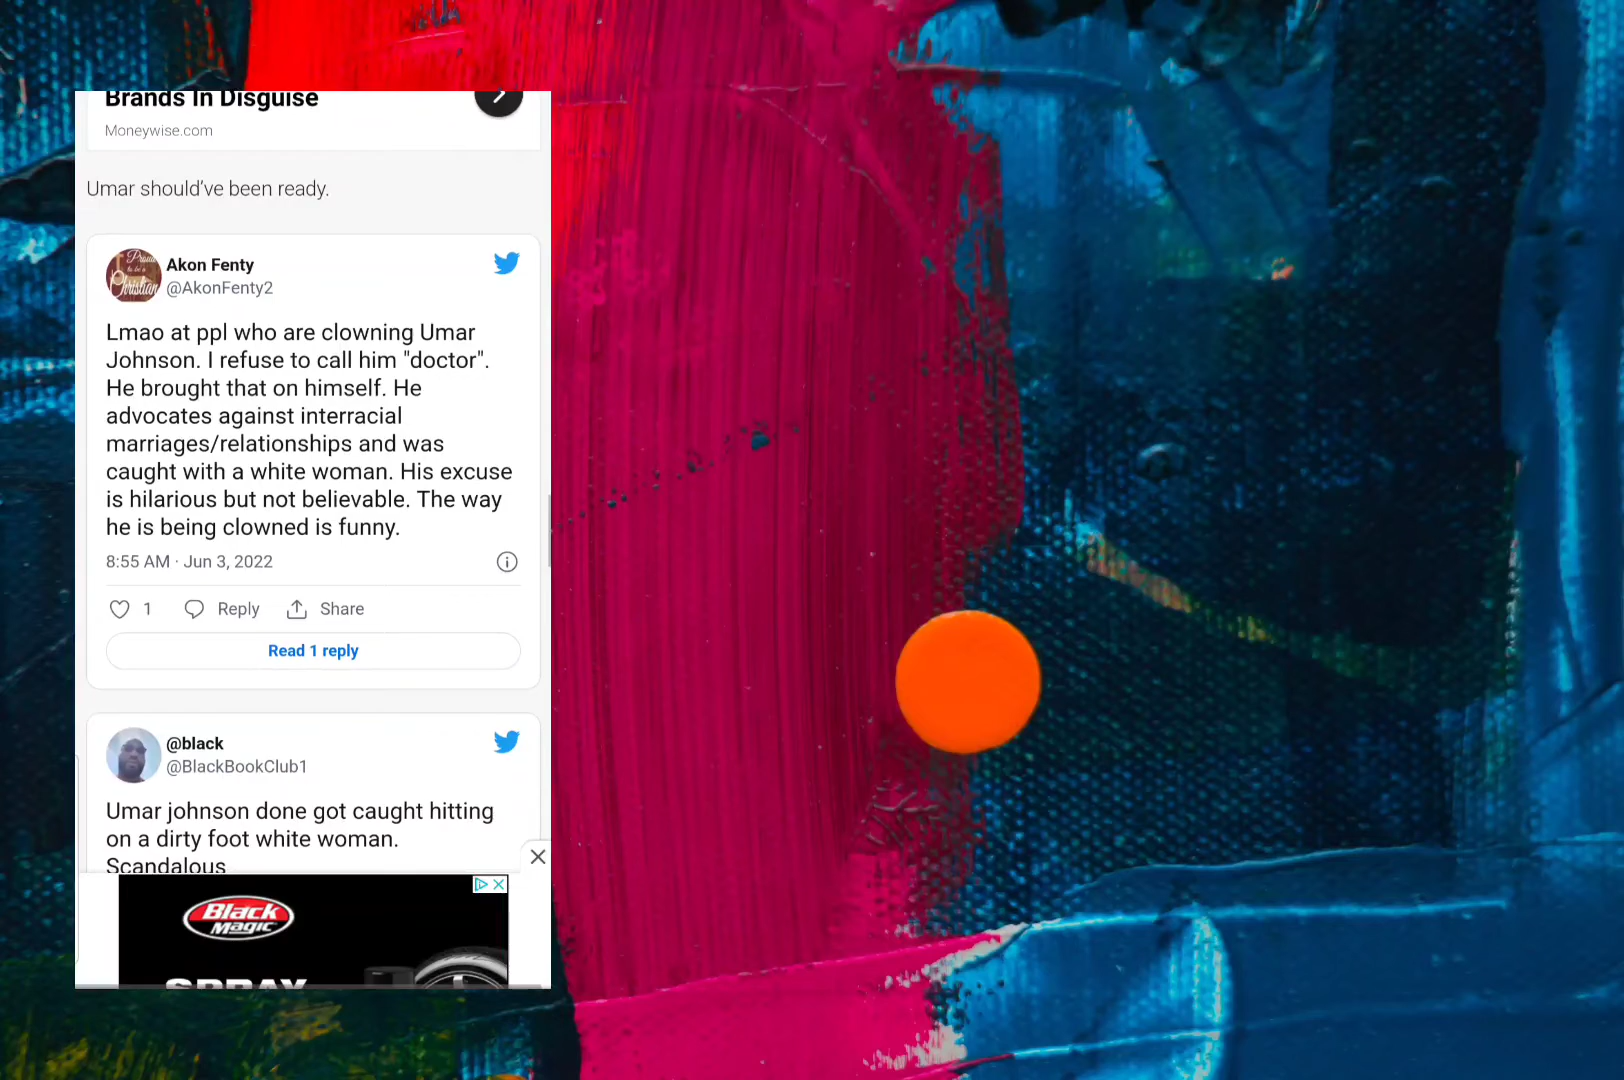 Brands In Disguise
Moneywise.com
Umar should've been ready.
Proud
to be a
Christian
Akon Fenty
@AkonFenty2
Lmao at ppl who are clowning Umar
Johnson. I refuse to call him "doctor".
He brought that on himself. He
advocates against interracial
marriages/relationships and was
caught with a white woman. His excuse
is hilarious but not believable. The way
he is being clowned is funny.
8:55 AM · Jun 3, 2022
1 Reply Share
Read 1 reply
@black
@BlackBookClub1
Umar johnson done got caught hitting
on a dirty foot white woman.
Scandalous
Black
Magic
SPRAY